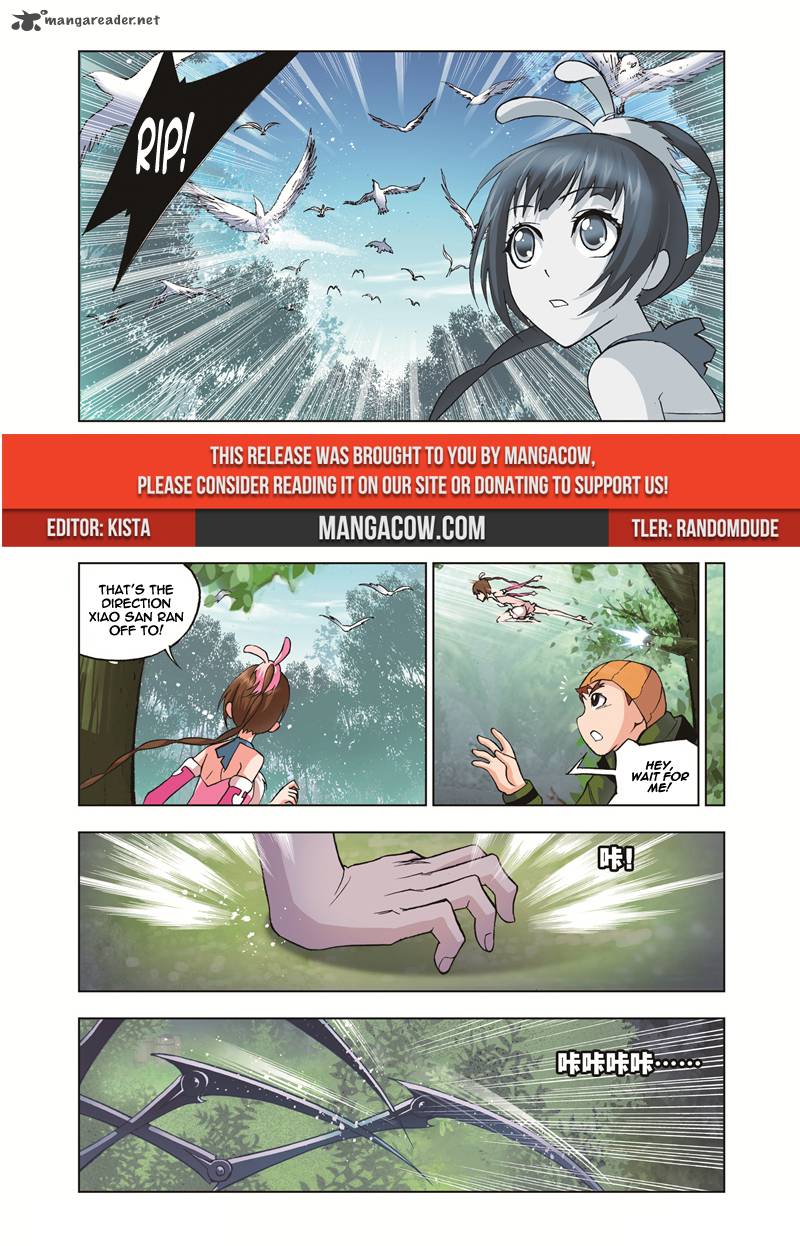 mangareader.net
RIP!
THIS RELEASE WAS BROUGHT TO YOU BY MANGACOW,
PLEASE CONSIDER READING IT ON OUR SITE OR DONATING TO SUPPORT US!
EDITOR: KISTA
MANGACOW.COM
TLER: RANDOMDUDE
THAT'S THE
DIRECTION
XIAO SAN RAN
OFF TO!
HEY,
WAIT FOR
ME!
咔!
咔咔咔咔……